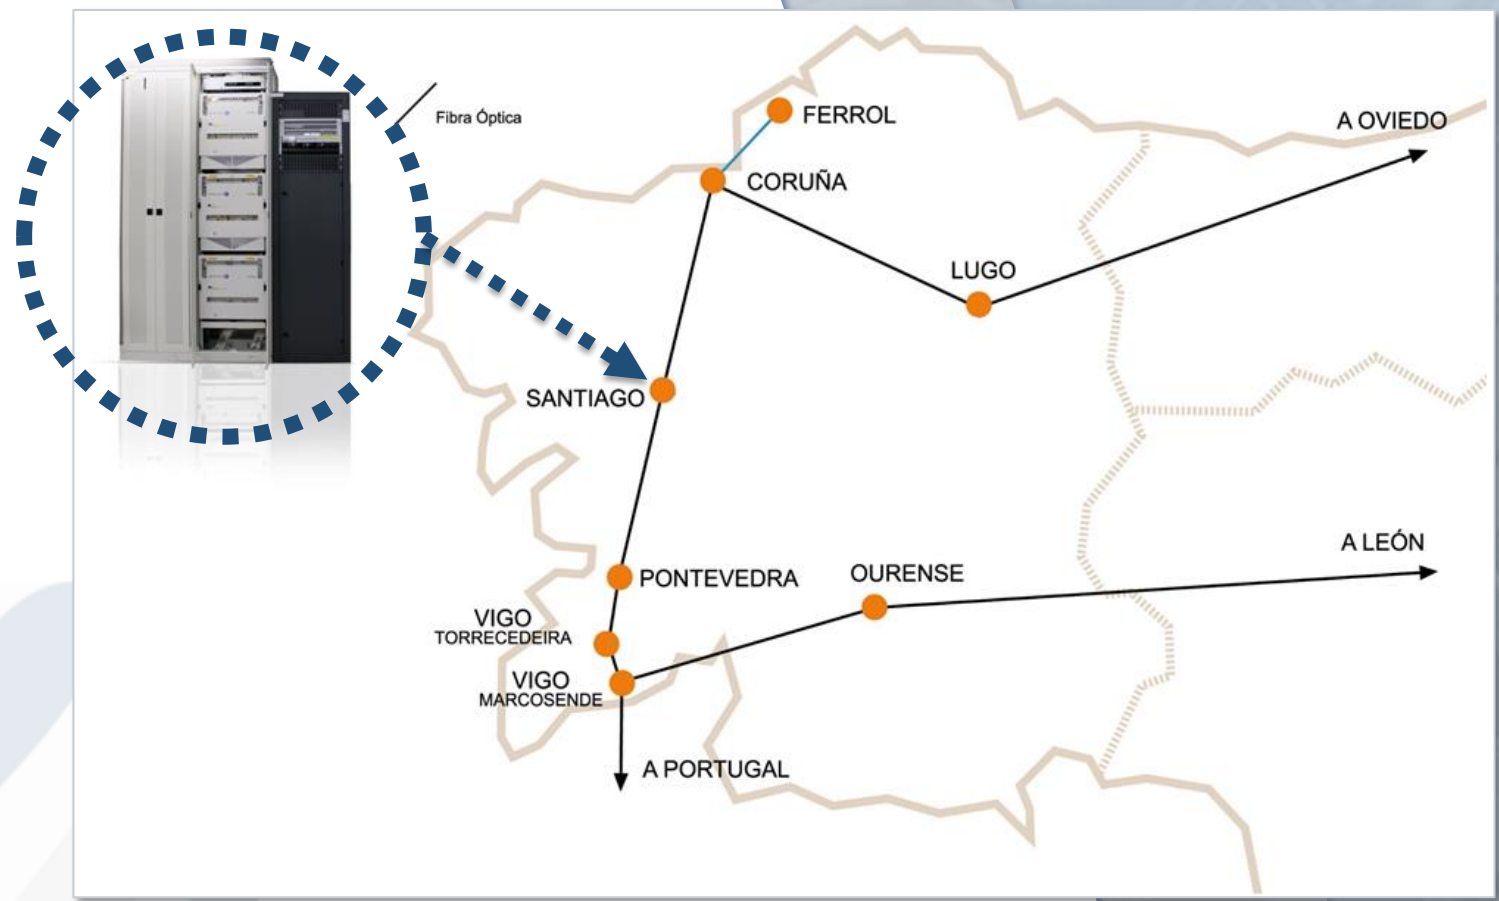 Fibra Óptica
FERROL
A OVIEDO
CORUÑA
LUGO
SANTIAGO
A LEÓN
PONTEVEDRA
OURENSE
VIGO
TORRECEDEIRA
VIGO
MARCOSENDE
A PORTUGAL